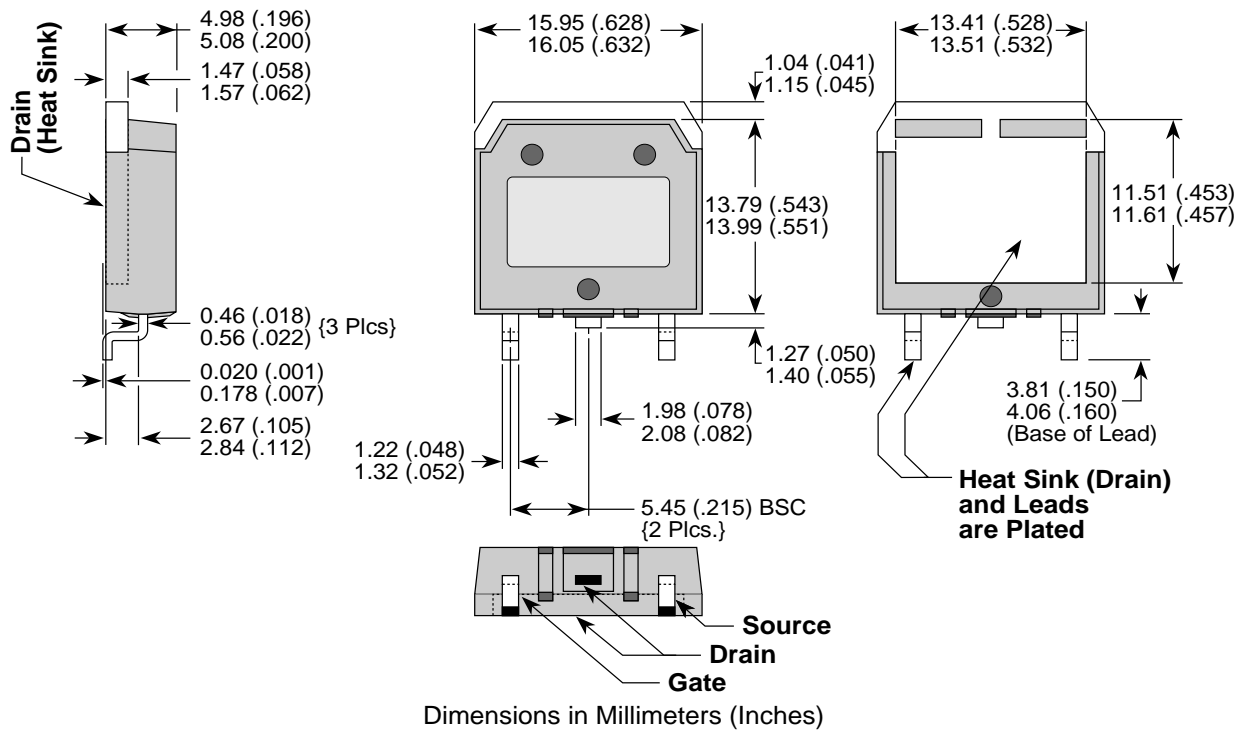 Drain
(Heat Sink)
4.98 (.196)
5.08 (.200)
1.47 (.058)
1.57 (.062)
0.46 (.018)
0.56 (.022)
{3 Plcs}
0.020 (.001)
0.178 (.007)
2.67 (.105)
2.84 (.112)
15.95 (.628)
16.05 (.632)
1.04 (.041)
1.15 (.045)
13.79 (.543)
13.99 (.551)
1.27 (.050)
1.40 (.055)
1.98 (.078)
2.08 (.082)
1.22 (.048)
1.32 (.052)
5.45 (.215) BSC
{2 Plcs.}
13.41 (.528)
13.51 (.532)
11.51 (.453)
11.61 (.457)
3.81 (.150)
4.06 (.160)
(Base of Lead)
Heat Sink (Drain)
and Leads
are Plated
Source
Drain
Gate
Dimensions in Millimeters (Inches)